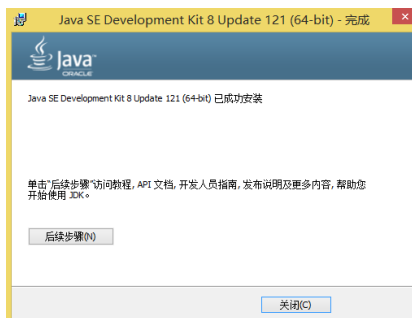 Java SE Development Kit 8 Update 121 (64-bit) - 完成
Java
ORACLE
Java SE Development Kit 8 Update 121 (64-bit) 已成功安装
单击"后续步骤"访问教程, API 文档, 开发人员指南, 发布说明及更多内容, 帮助您
开始使用 JDK。
后续步骤(N)
关闭(C)